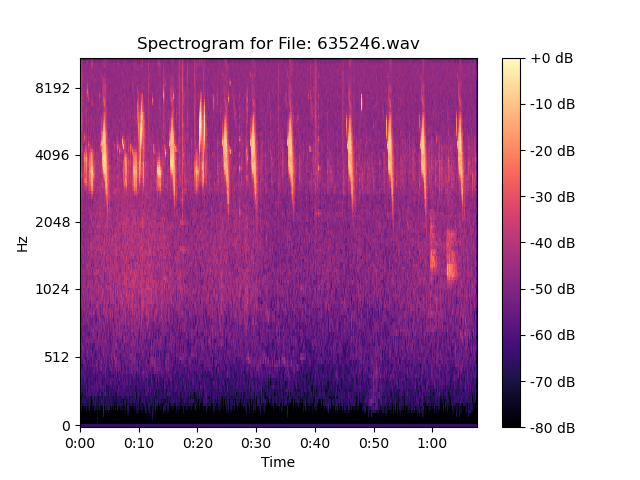 Spectrogram for File: 635246.wav
8192
4096
2048
1024
512
0
Hz
0:00 0:10 0:20 0:30 0:40 0:50 1:00
Time
+0 dB
-10 dB
-20 dB
-30 dB
-40 dB
-50 dB
-60 dB
-70 dB
-80 dB